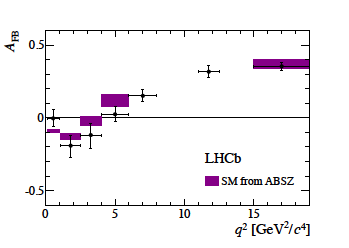 A_FB
0.5
0
-0.5
LHCb
SM from ABSZ
0 5 10 15
q² [GeV²/c⁴]